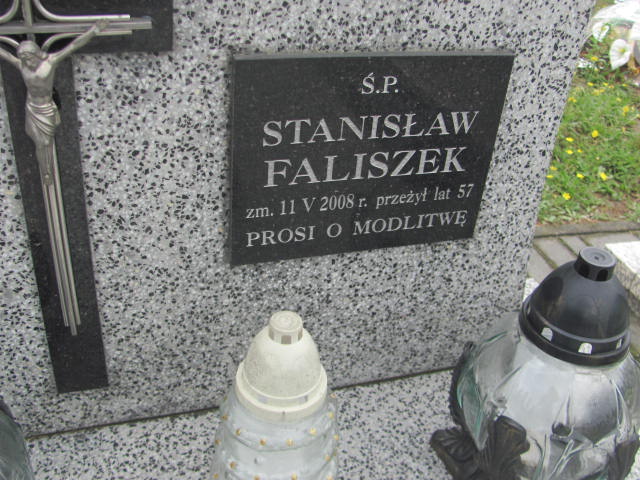 Ś.P.
STANISŁAW
FALISZEK
zm. 11 V 2008 r. przeżył lat 57
PROSI O MODLITWĘ